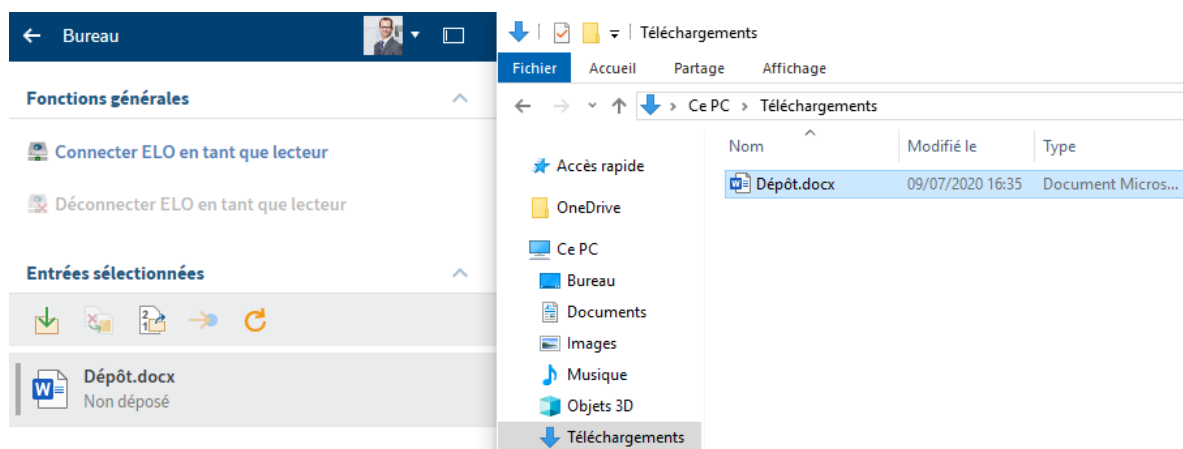 Bureau
Fonctions générales
Connecter ELO en tant que lecteur
Déconnecter ELO en tant que lecteur
Entrées sélectionnées
Dépôt.docx
Non déposé
Téléchargements
Fichier Accueil Partage Affichage
Ce PC > Téléchargements
Nom Modifié le Type
Dépôt.docx 09/07/2020 16:35 Document Micros...
Accès rapide
OneDrive
Ce PC
Bureau
Documents
Images
Musique
Objets 3D
Téléchargements